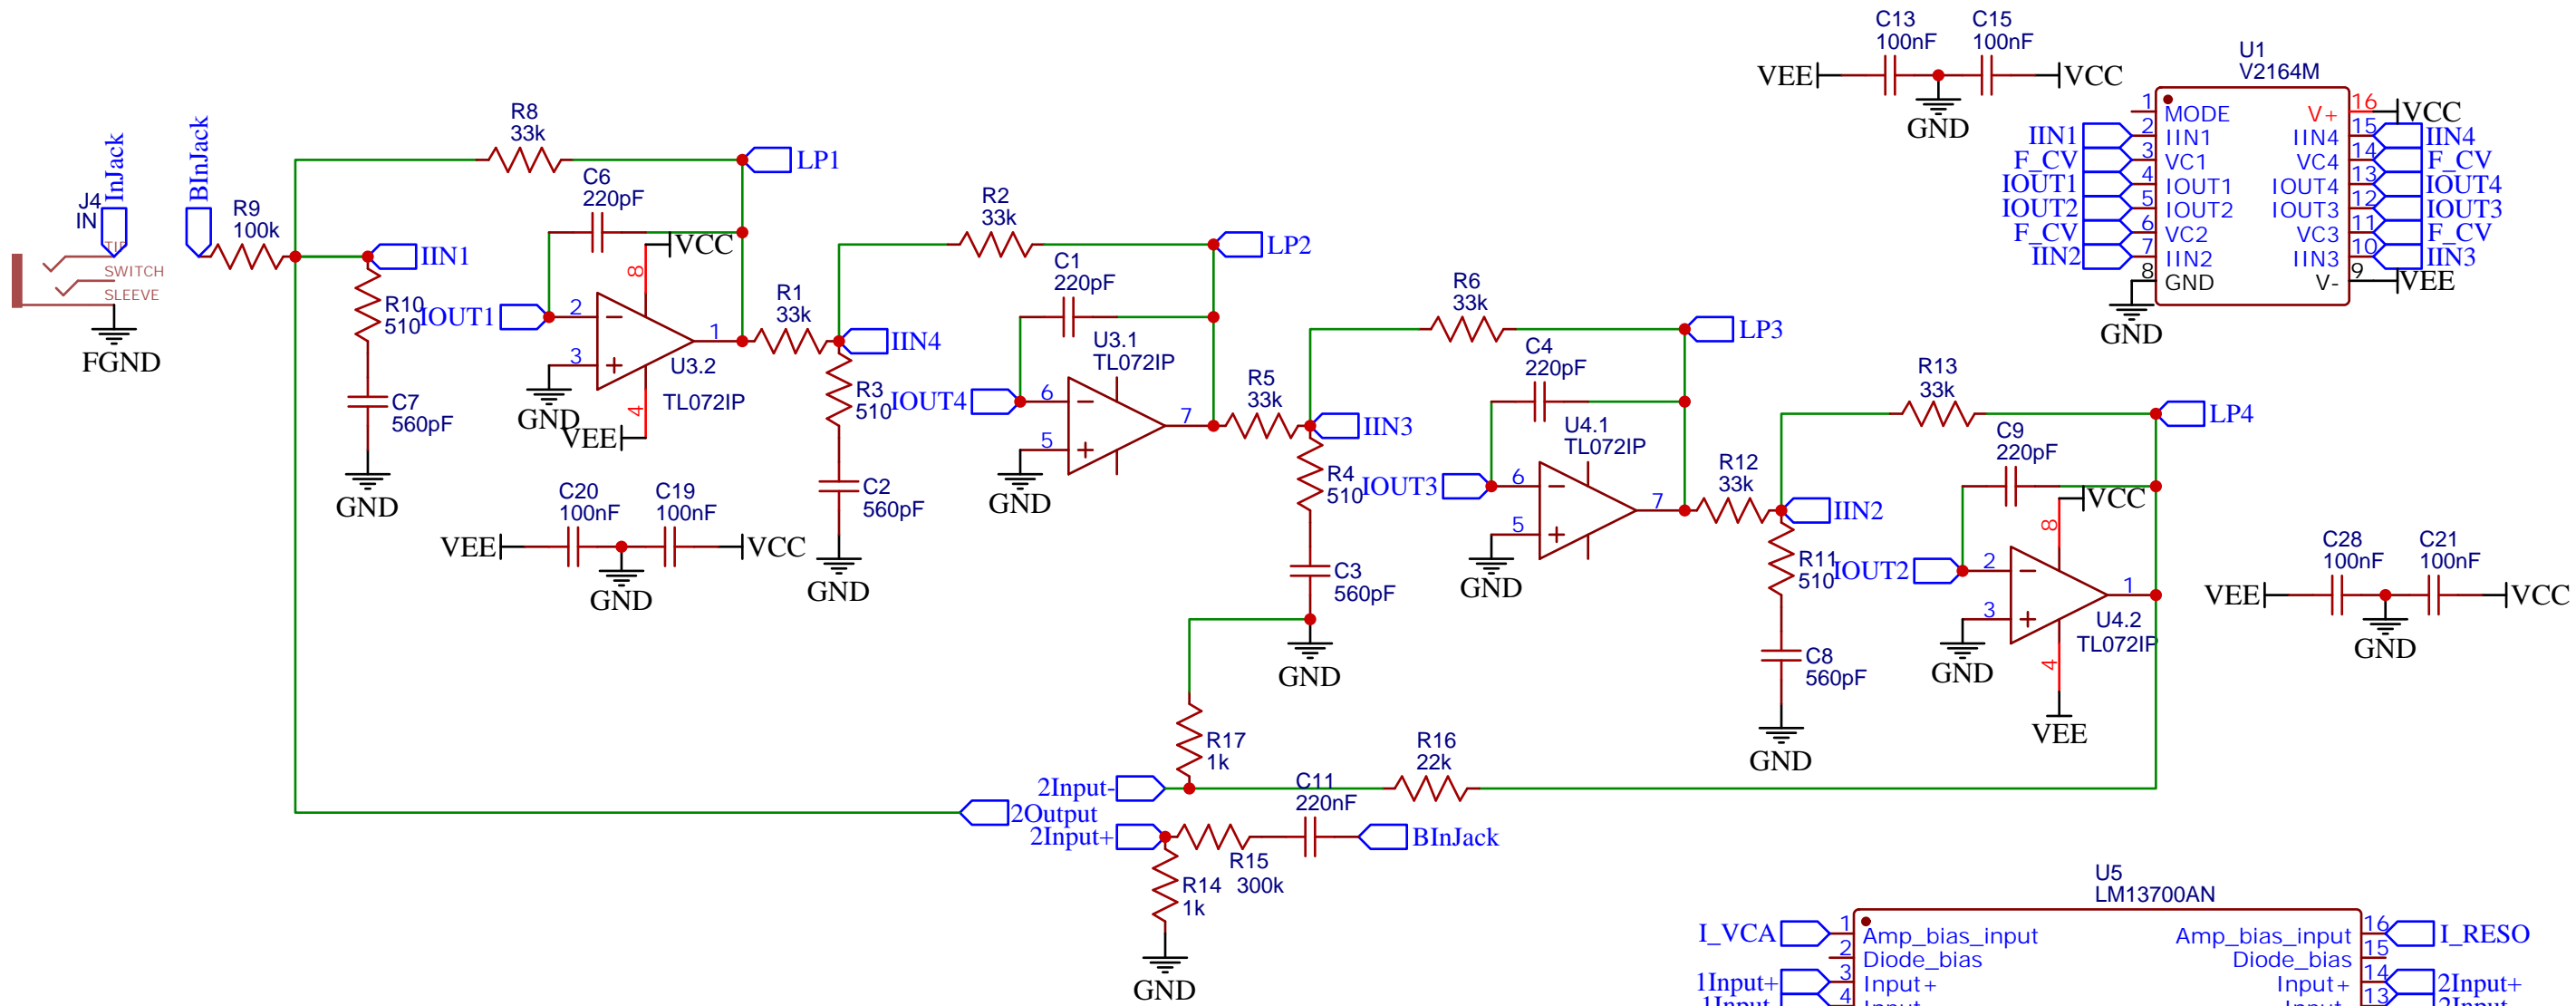 C13
100nF
C15
100nF
VEE
VCC
GND
U1
V2164M
1
MODE
V+
16
VCC
IIN1
2
IIN1
IIN4
15
IIN4
F_CV
3
VC1
VC4
14
F_CV
IOUT1
4
IOUT1
IOUT4
13
IOUT4
IOUT2
5
IOUT2
IOUT3
12
IOUT3
F_CV
6
VC2
VC3
11
F_CV
IIN2
7
IIN2
IIN3
10
IIN3
8
GND
V-
9
VEE
GND
J4
IN
InJack
TIP
SWITCH
SLEEVE
FGND
BInJack
R9
100k
R8
33k
LP1
C6
220pF
VCC
IIN1
R10
510
IOUT1
2
3
8
4
1
U3.2
TL072IP
GND
VEE
C7
560pF
GND
R1
33k
R2
33k
LP2
C1
220pF
IIN4
U3.1
TL072IP
R3
510
IOUT4
6
5
7
GND
C2
560pF
GND
C20
100nF
C19
100nF
VEE
VCC
GND
R5
33k
R6
33k
LP3
C4
220pF
IIN3
U4.1
TL072IP
R4
510
IOUT3
6
5
7
GND
C3
560pF
GND
R12
33k
R13
33k
LP4
C9
220pF
VCC
IIN2
R11
510
IOUT2
2
3
8
4
1
U4.2
TL072IP
GND
VEE
C8
560pF
GND
C28
100nF
C21
100nF
VEE
VCC
GND
R17
1k
R16
22k
2Input-
C11
220nF
2Output
2Input+
BInJack
R15
300k
R14
1k
GND
U5
LM13700AN
I_VCA
1
Amp_bias_input
Amp_bias_input
16
I_RESO
2
Diode_bias
Diode_bias
15
1Input+
3
Input+
Input+
14
2Input+
4
13